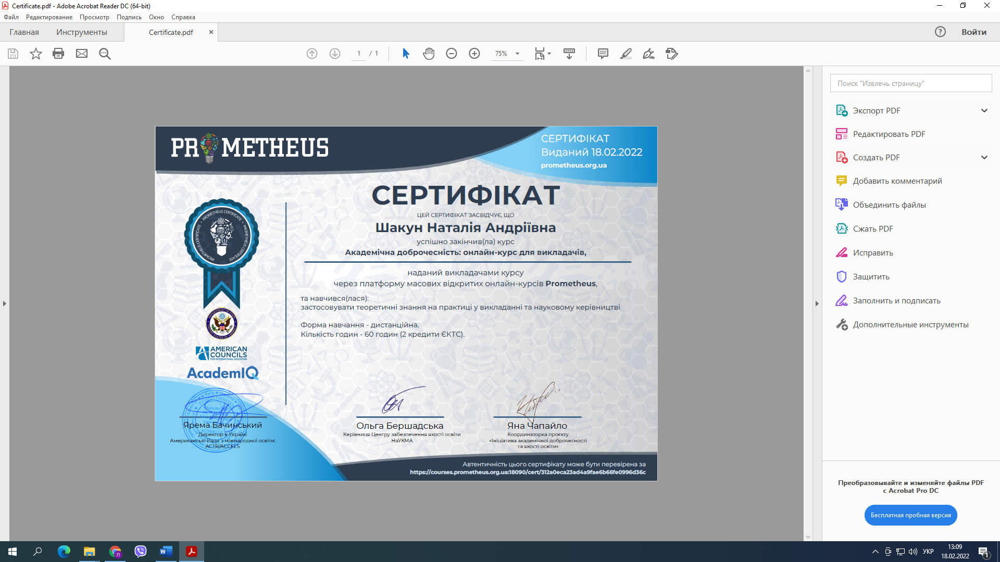 Certificate.pdf - Adobe Acrobat Reader DC (64-bit)
Файл Редактирование Просмотр Подпись Окно Справка
Главная Инструменты Certificate.pdf Войти
1 / 1 75%
PROMETHEUS
СЕРТИФІКАТ
Виданий 18.02.2022
prometheus.org.ua
СЕРТИФІКАТ
ЦЕЙ СЕРТИФІКАТ ЗАСВІДЧУЄ, ЩО
Шакун Наталія Андріївна
успішно закінчив(ла) курс
Академічна доброчесність: онлайн-курс для викладачів,
наданий викладачами курсу
через платформу масових відкритих онлайн-курсів Prometheus,
та навчився(лася):
застосовувати теоретичні знання на практиці у викладанні та науковому керівництві
Форма навчання - дистанційна.
Кількість годин - 60 годин (2 кредити ЄКТС).
PROMETHEUS CERTIFICATE • PROMETHEUS CERTIFICATE • PROMETHEUS CERTIFICATE •
AMERICAN
COUNCILS
FOR INTERNATIONAL EDUCATION
AcademIQ
Ярема Бачинський
Директор в Україні
Американські Ради з міжнародної освіти:
ACTR/ACCELS
Ольга Бершадська
Керівниця Центру забезпечення якості освіти
НаУКМА
Яна Чапайло
Координаторка проєкту
«Ініціатива академічної доброчесності
та якості освіти»
Автентичність цього сертифікату може бути перевірена за
https://courses.prometheus.org.ua:18090/cert/312a0eca23ad4a9fae6b66fe0996d36c
Поиск "Извлечь страницу"
Экспорт PDF
Редактировать PDF
Создать PDF
Добавить комментарий
Объединить файлы
Сжать PDF
Исправить
Защитить
Заполнить и подписать
Дополнительные инструменты
Преобразовывайте и изменяйте файлы PDF
с Acrobat Pro DC
Бесплатная пробная версия
УКР
13:09
18.02.2022
1